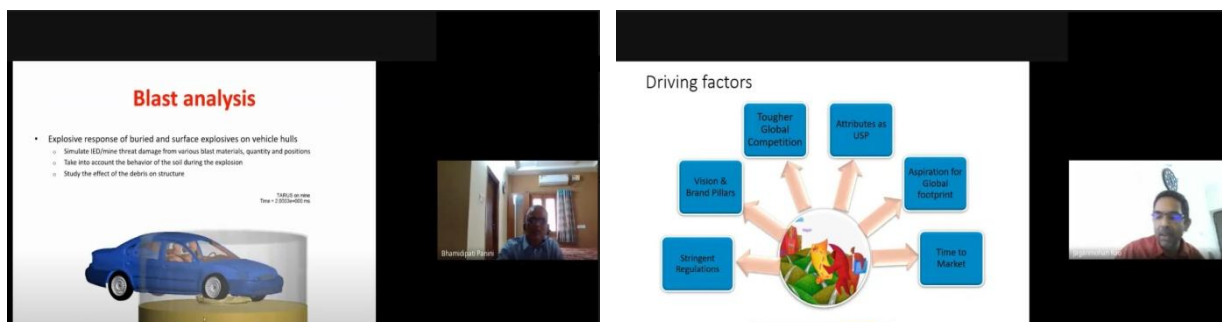 Blast analysis
• Explosive response of buried and surface explosives on vehicle hulls
o Simulate IED/mine threat damage from various blast materials, quantity and positions
o Take into account the behavior of the soil during the explosion
o Study the effect of the debris on structure
TARUS on mine
Bhamidipati Panini
Driving factors
Tougher
Global
Competition
Attributes as
USP
Vision &
Brand Pillars
Aspiration for
Global
footprint
Stringent
Regulations
Time to
Market